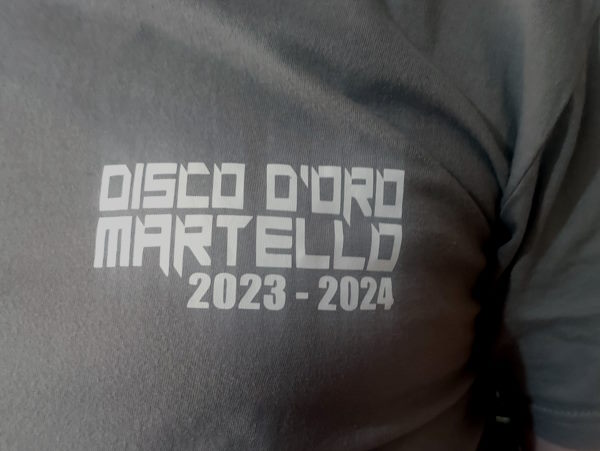 DISCO D'ORO
MARTELLO
2023 - 2024